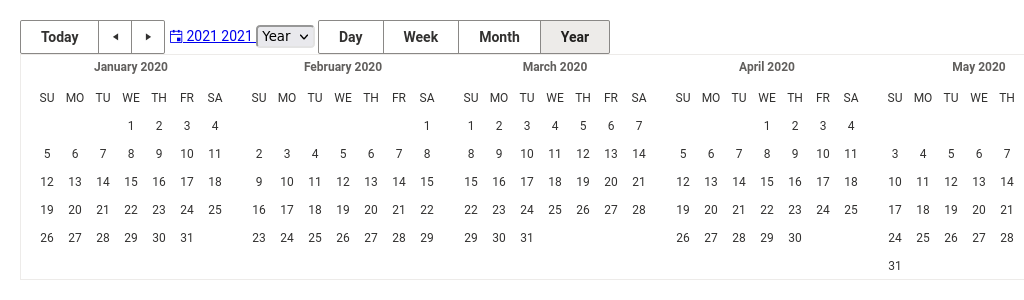 Today ◂ ▸ 2021 2021 Year Day Week Month Year
January 2020 February 2020 March 2020 April 2020 May 2020
SU MO TU WE TH FR SA SU MO TU WE TH FR SA SU MO TU WE TH FR SA SU MO TU WE TH FR SA SU MO TU WE TH
1 2 3 4 1 1 2 3 4 5 6 7 1 2 3 4
5 6 7 8 9 10 11 2 3 4 5 6 7 8 8 9 10 11 12 13 14 5 6 7 8 9 10 11 3 4 5 6 7
12 13 14 15 16 17 18 9 10 11 12 13 14 15 15 16 17 18 19 20 21 12 13 14 15 16 17 18 10 11 12 13 14
19 20 21 22 23 24 25 16 17 18 19 20 21 22 22 23 24 25 26 27 28 19 20 21 22 23 24 25 17 18 19 20 21
26 27 28 29 30 31 23 24 25 26 27 28 29 29 30 31 26 27 28 29 30 24 25 26 27 28
31